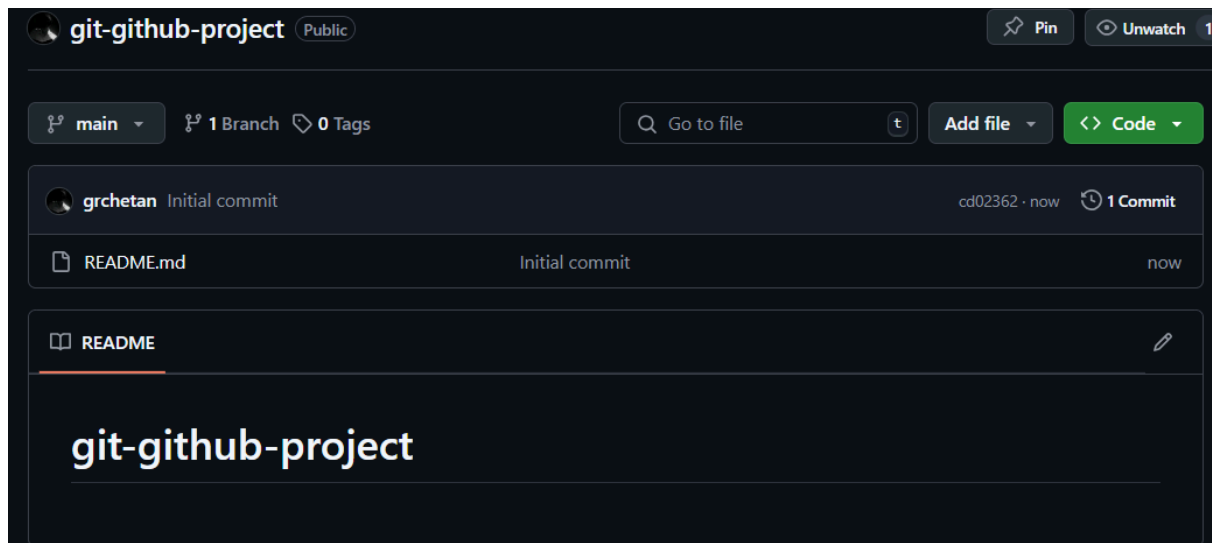 git-github-project Public Pin Unwatch 1
main 1 Branch 0 Tags Go to file t Add file Code
grchetan Initial commit cd02362 · now 1 Commit
README.md Initial commit now
README
git-github-project